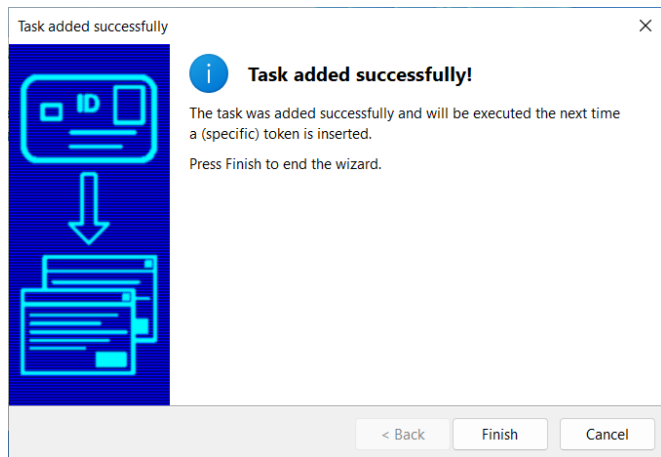 Task added successfully
ID
Task added successfully!
The task was added successfully and will be executed the next time
a (specific) token is inserted.
Press Finish to end the wizard.
< Back
Finish
Cancel